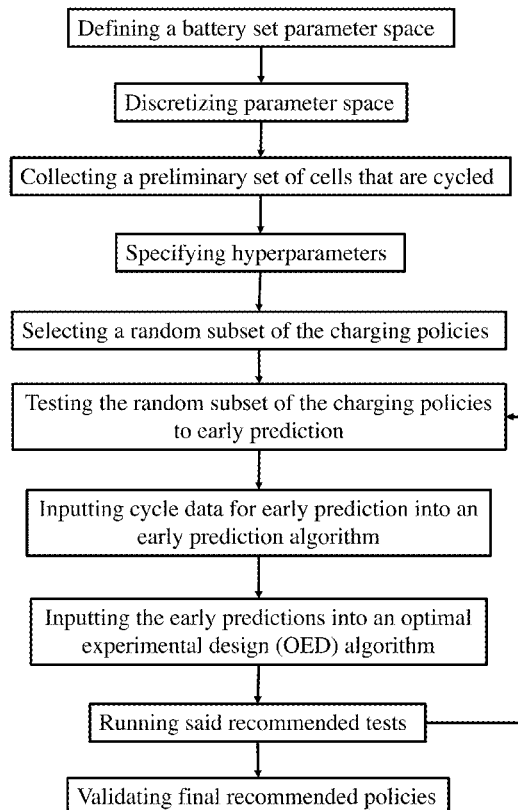 Defining a battery set parameter space
Discretizing parameter space
Collecting a preliminary set of cells that are cycled
Specifying hyperparameters
Selecting a random subset of the charging policies
Testing the random subset of the charging policies
to early prediction
Inputting cycle data for early prediction into an
early prediction algorithm
Inputting the early predictions into an optimal
experimental design (OED) algorithm
Running said recommended tests
Validating final recommended policies